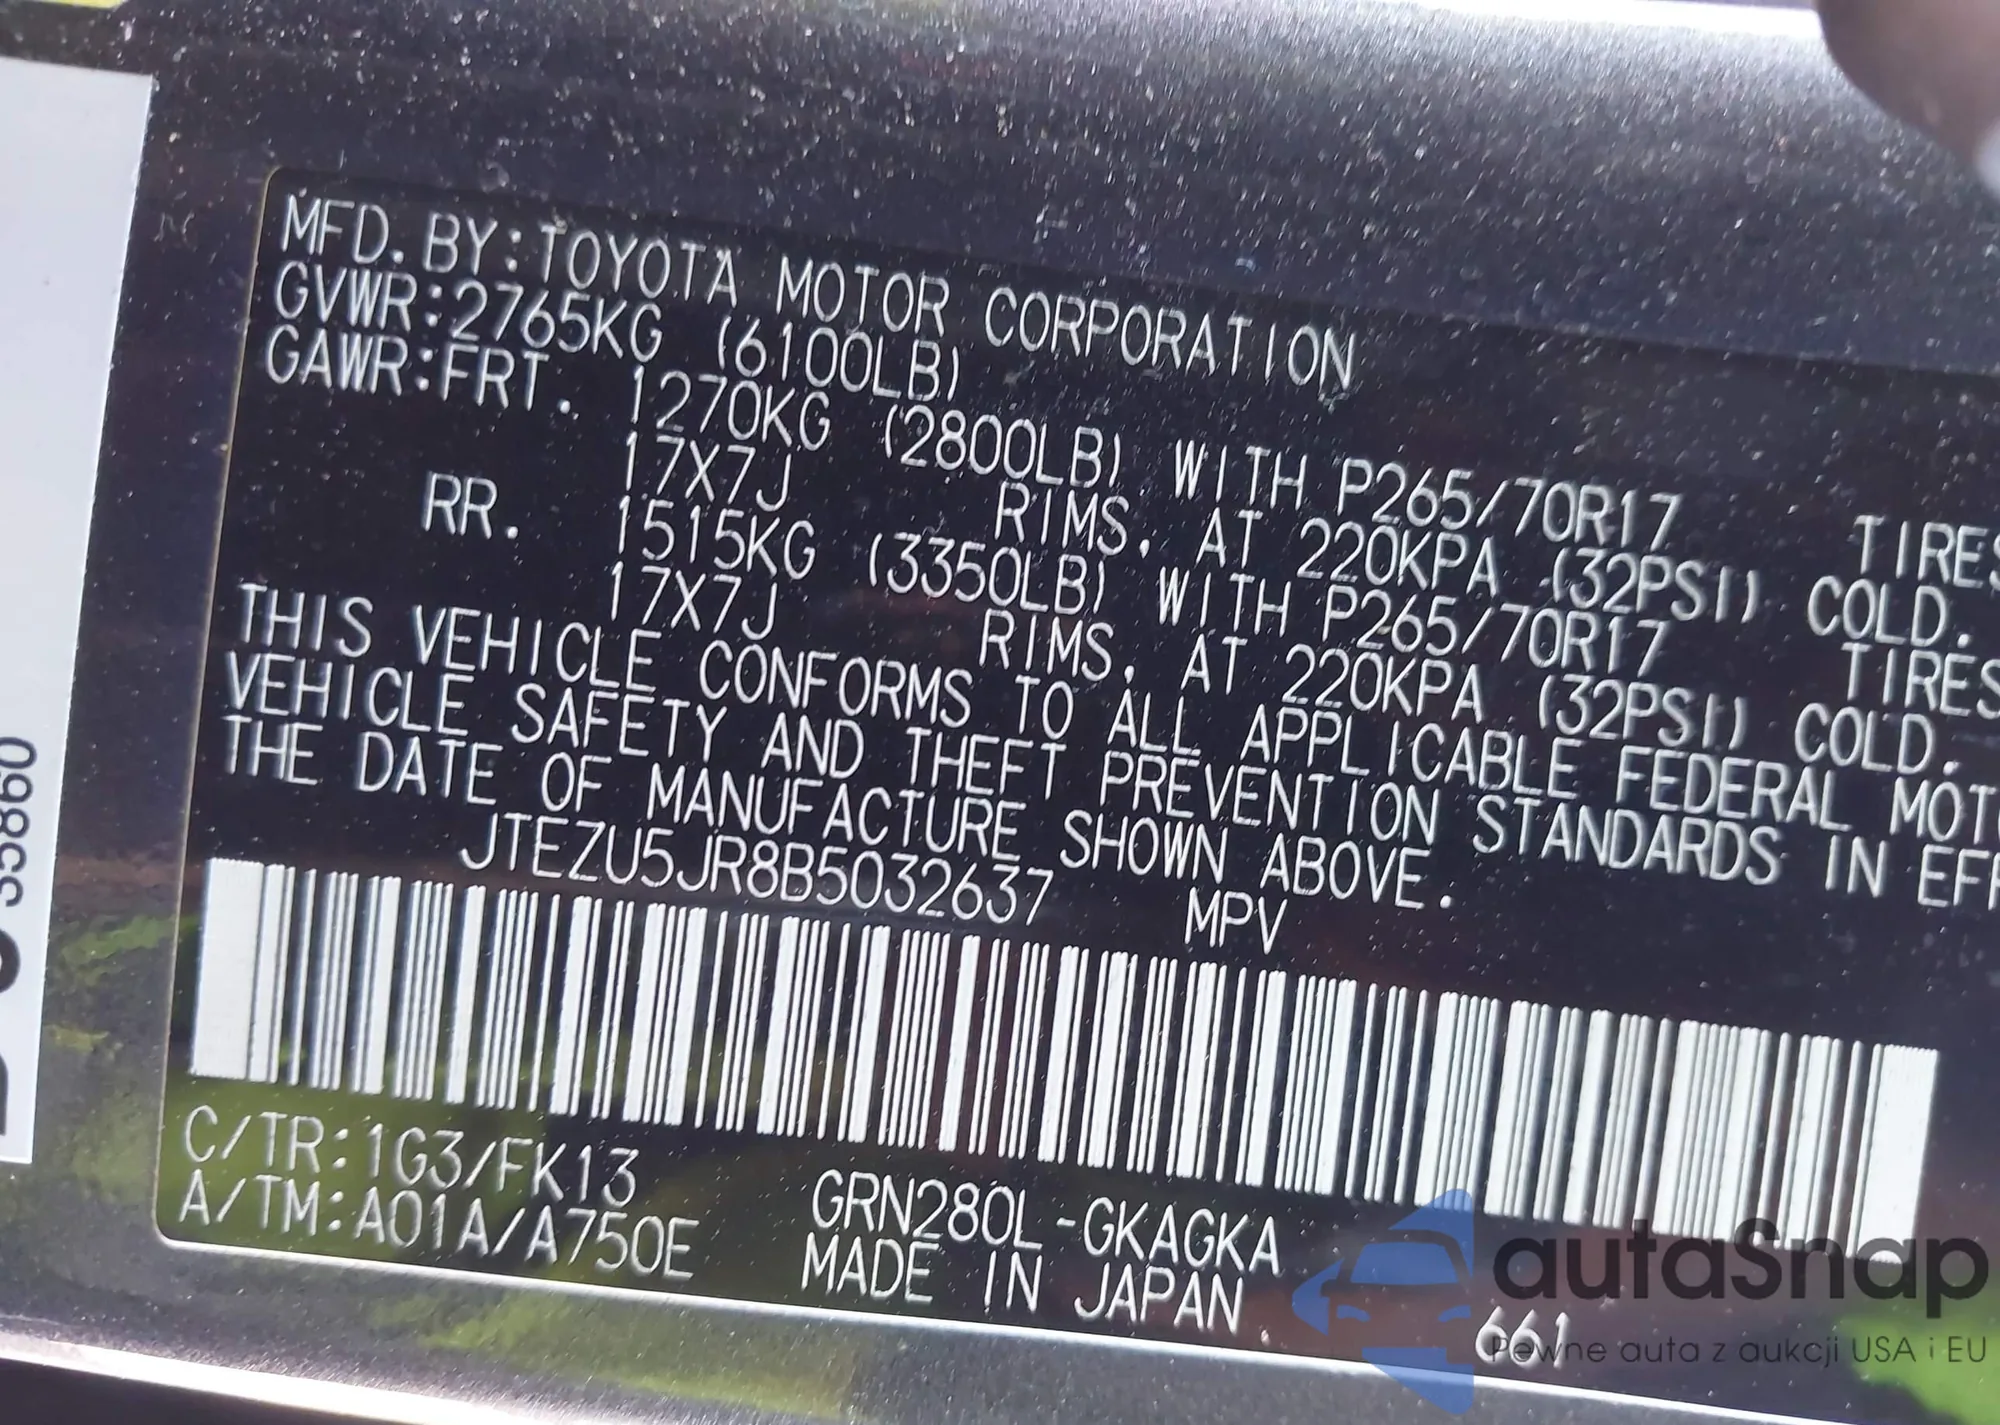 MFD. BY:TOYOTA MOTOR CORPORATION
GVWR:2765KG (6100LB)
GAWR:FRT. 1270KG (2800LB) WITH P265/70R17 TIRES
17X7J RIMS, AT 220KPA (32PSI) COLD.
RR. 1515KG (3350LB) WITH P265/70R17 TIRES
17X7J RIMS, AT 220KPA (32PSI) COLD.
THIS VEHICLE CONFORMS TO ALL APPLICABLE FEDERAL MOT
VEHICLE SAFETY AND THEFT PREVENTION STANDARDS IN EFF
THE DATE OF MANUFACTURE SHOWN ABOVE.
JTEZU5JR8B5032637 MPV
C/TR:1G3/FK13
A/TM:A01A/A750E
GRN280L-GKAGKA
MADE IN JAPAN
661
33860
autaSnap
Pewne auta z aukcji USA i EU